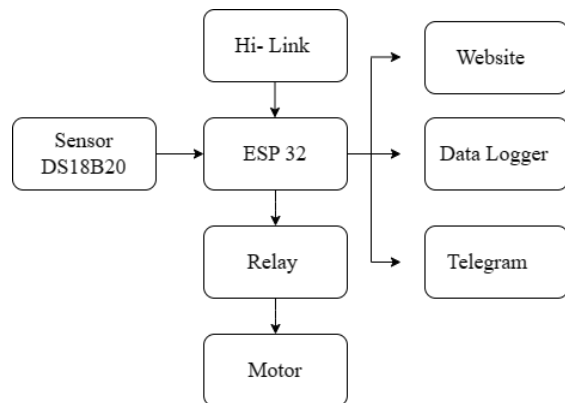 Hi- Link
Website
Sensor
DS18B20
ESP 32
Data Logger
Relay
Telegram
Motor